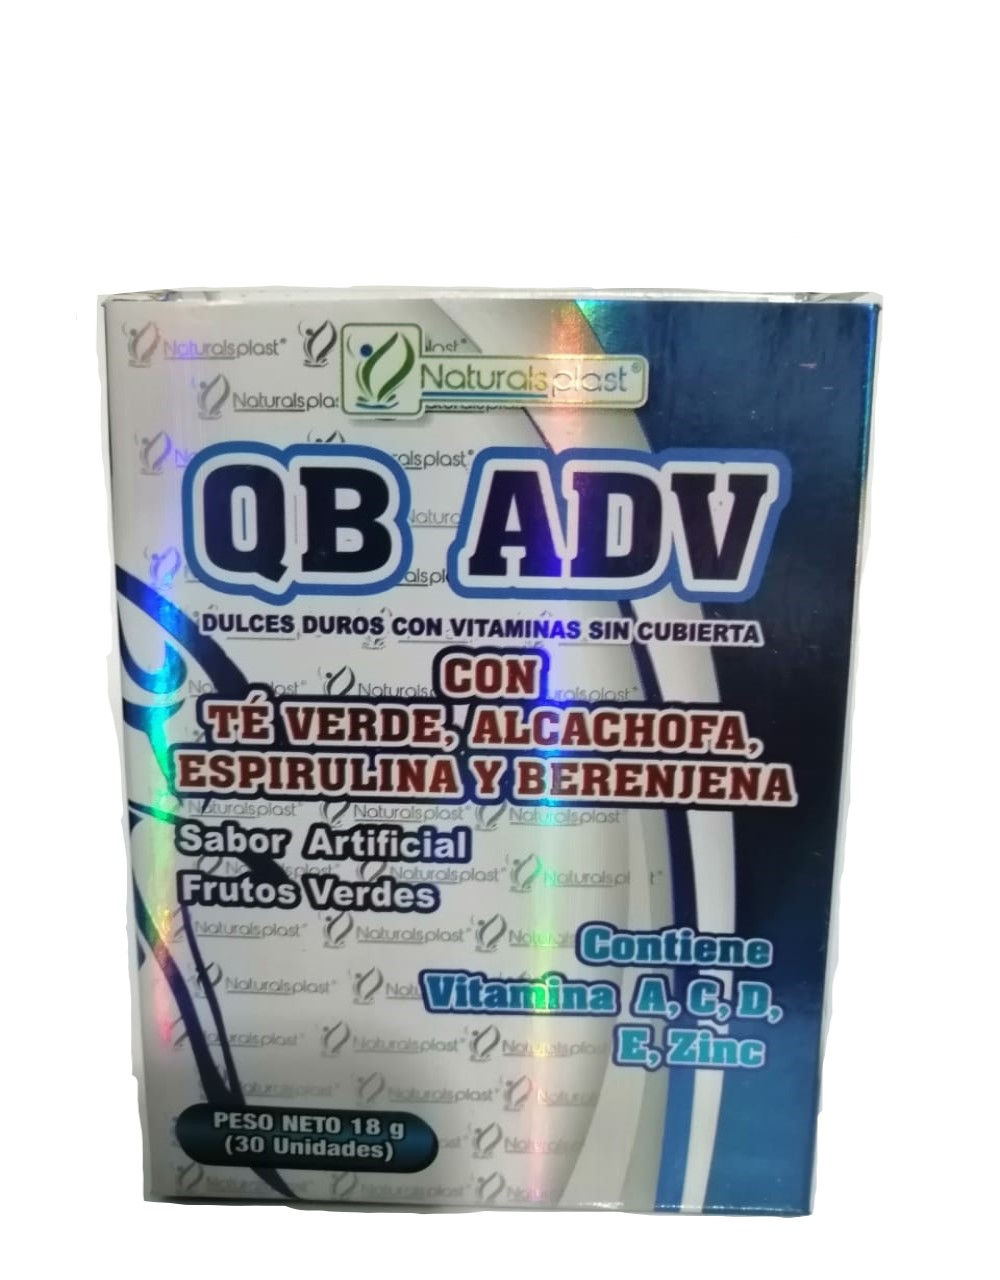 Naturalsplast®
Naturalsplast®
QB ADV
DULCES DUROS CON VITAMINAS SIN CUBIERTA
CON
TÉ VERDE, ALCACHOFA,
ESPIRULINA Y BERENJENA
Sabor Artificial
Frutos Verdes
Contiene
Vitamina A, C, D,
E, Zinc
PESO NETO 18 g
(30 Unidades)